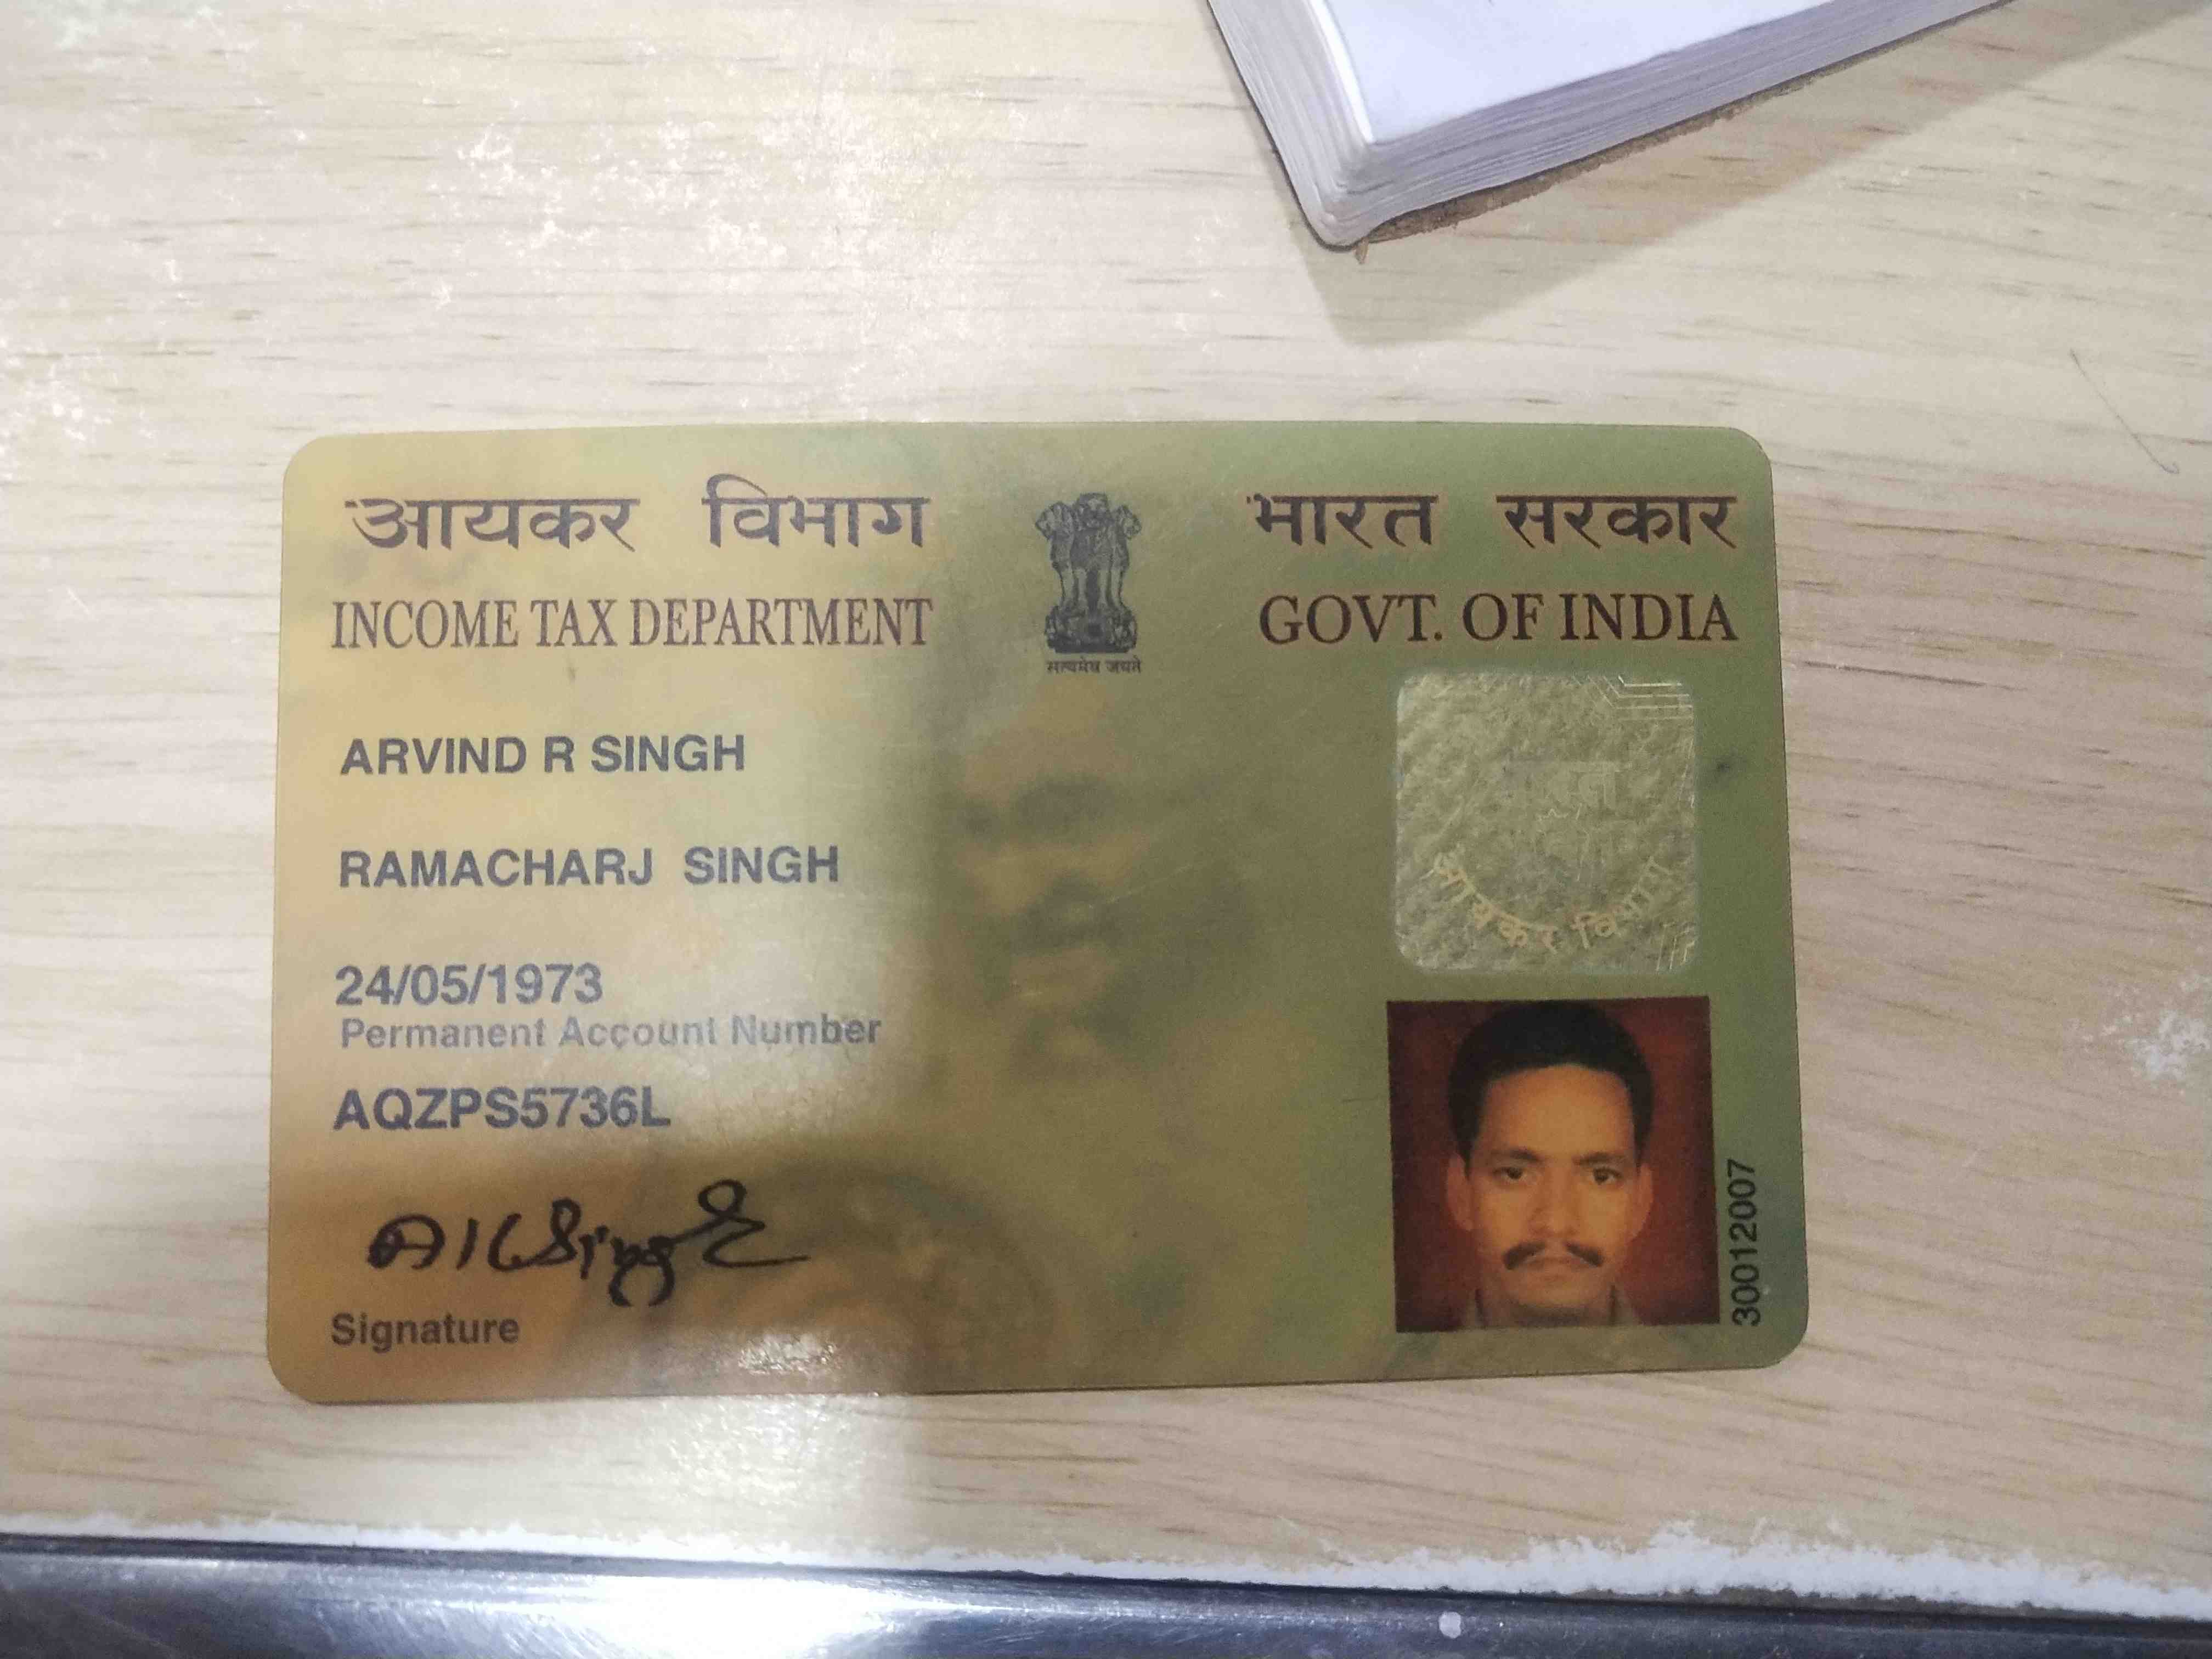 आयकर विभाग
INCOME TAX DEPARTMENT
सत्यमेव जयते
भारत सरकार
GOVT. OF INDIA
ARVIND R SINGH
RAMACHARJ SINGH
24/05/1973
Permanent Account Number
AQZPS5736L
Signature
भारत
आयकर विभाग
30012007